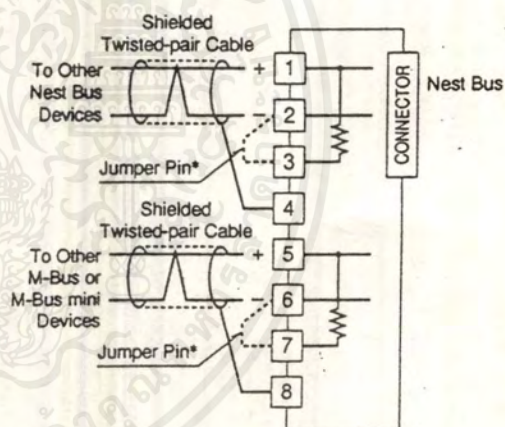 Shielded
Twisted-pair Cable
To Other
Nest Bus
Devices
+ 1
− 2
3
Jumper Pin*
4
CONNECTOR
Nest Bus
Shielded
Twisted-pair Cable
To Other
M-Bus or
M-Bus mini
Devices
+ 5
− 6
7
Jumper Pin*
8